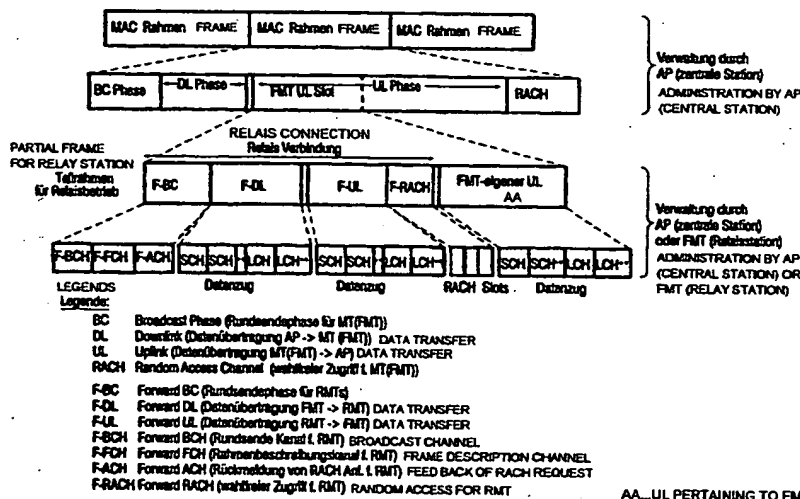 MAC Rahmen FRAME MAC Rahmen FRAME MAC Rahmen FRAME
Verwaltung durch
AP (zentrale Station)
ADMINISTRATION BY AP
(CENTRAL STATION)
BC Phase DL Phase FMT UL Slot UL Phase RACH
RELAIS CONNECTION
Relais Verbindung
PARTIAL FRAME
FOR RELAY STATION
Teilrahmen
für Relaisbetrieb
F-BC F-DL F-UL F-RACH FMT-eigener UL
AA
Verwaltung durch
AP (zentrale Station)
oder FMT (Relaisstation)
ADMINISTRATION BY AP
(CENTRAL STATION) OR
FMT (RELAY STATION)
F-BCH F-FCH F-ACH SCH SCH LCH LCH SCH SCH LCH LCH SCH SCH LCH LCH
Datenzug Datenzug RACH Slots Datenzug
LEGENDS
Legende:
BC Broadcast Phase (Rundsendephase für MT(FMT))
DL Downlink (Datenübertragung AP -> MT (FMT)) DATA TRANSFER
UL Uplink (Datenübertragung MT(FMT) -> AP) DATA TRANSFER
RACH Random Access Channel (wahlfreier Zugriff f. MT(FMT))
F-BC Forward BC (Rundsendephase für RMTs)
F-DL Forward DL (Datenübertragung FMT -> RMT) DATA TRANSFER
F-UL Forward UL (Datenübertragung RMT -> FMT) DATA TRANSFER
F-BCH Forward BCH (Rundsende Kanal f. RMT) BROADCAST CHANNEL
F-FCH Forward FCH (Rahmenbeschreibungskanal f. RMT) FRAME DESCRIPTION CHANNEL
F-ACH Forward ACH (Rückmeldung von RACH Anf. f. RMT) FEED BACK OF RACH REQUEST
F-RACH Forward RACH (wahlfreier Zugriff f. RMT) RANDOM ACCESS FOR RMT
AA...UL PERTAINING TO FM